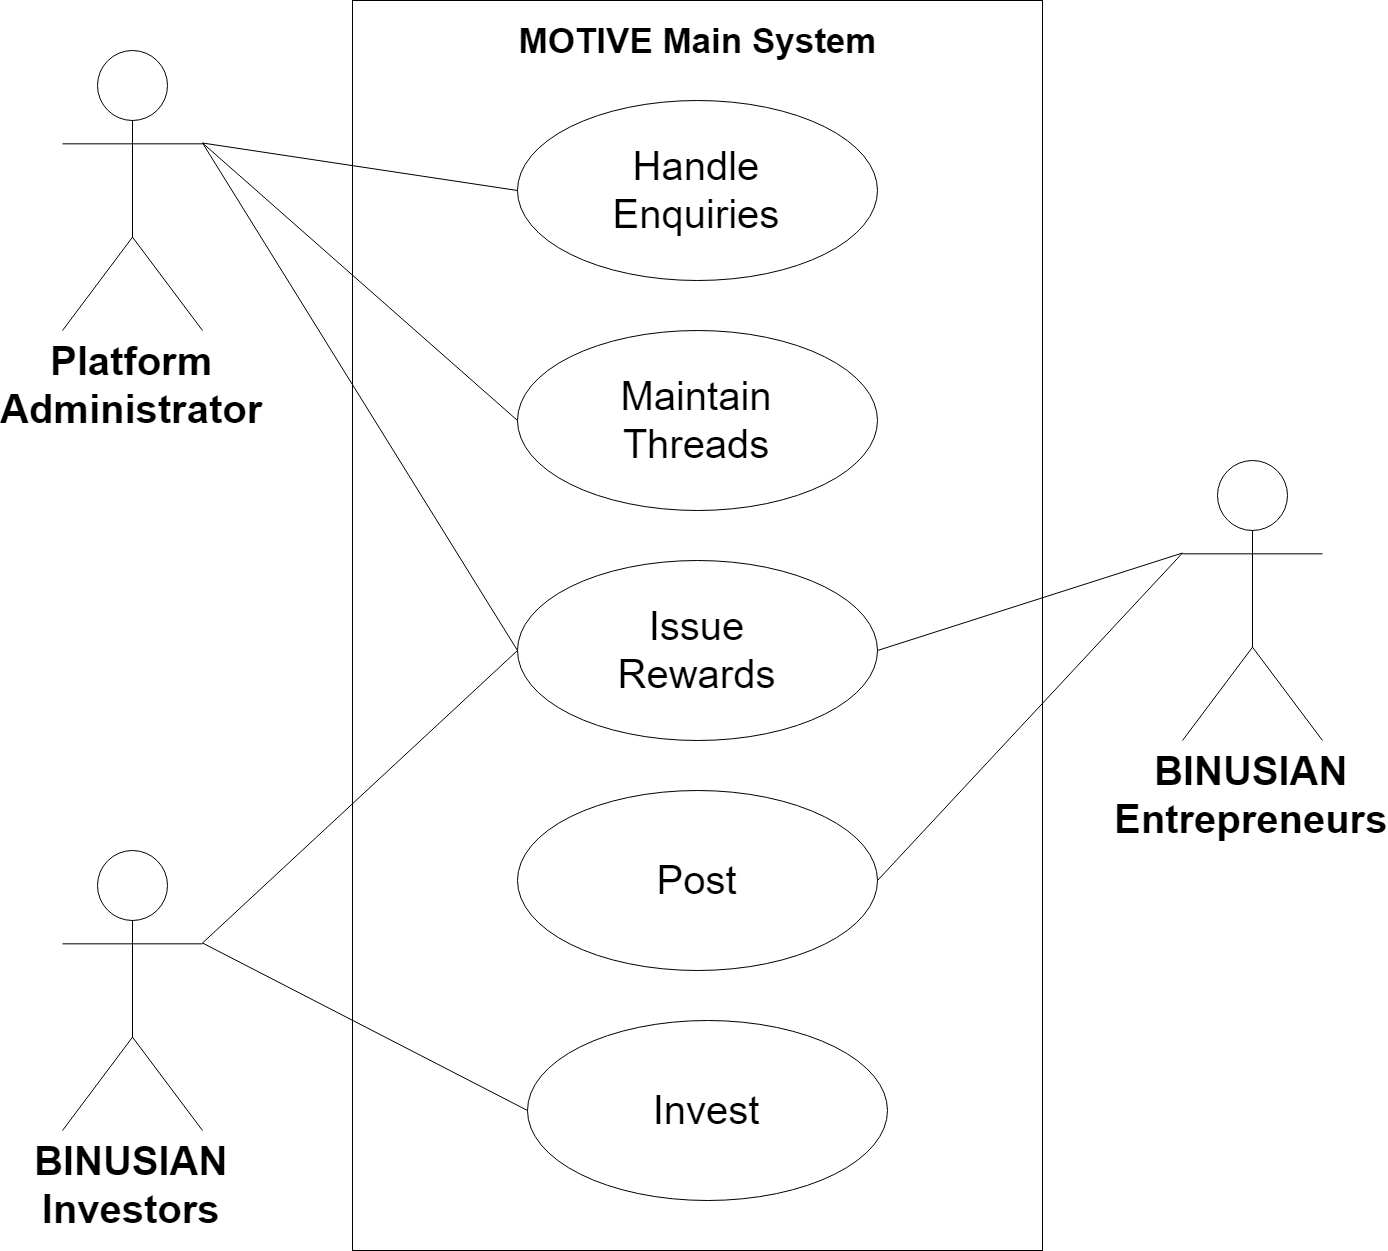 MOTIVE Main System
Handle
Enquiries
Platform
Administrator
Maintain
Threads
Issue
Rewards
BINUSIAN
Entrepreneurs
Post
Invest
BINUSIAN
Investors